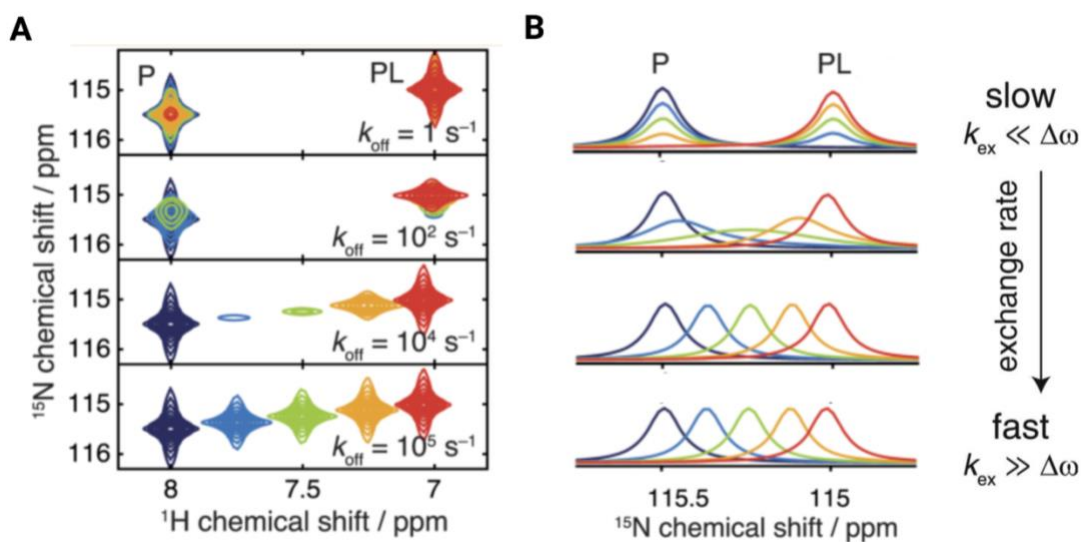 A
P
PL
115
116
k_off = 1 s⁻¹
115
116
k_off = 10² s⁻¹
115
116
k_off = 10⁴ s⁻¹
115
116
k_off = 10⁵ s⁻¹
8
7.5
7
¹H chemical shift / ppm
¹⁵N chemical shift / ppm
B
P
PL
115.5
115
¹⁵N chemical shift / ppm
slow
k_ex ≪ Δω
exchange rate
fast
k_ex ≫ Δω